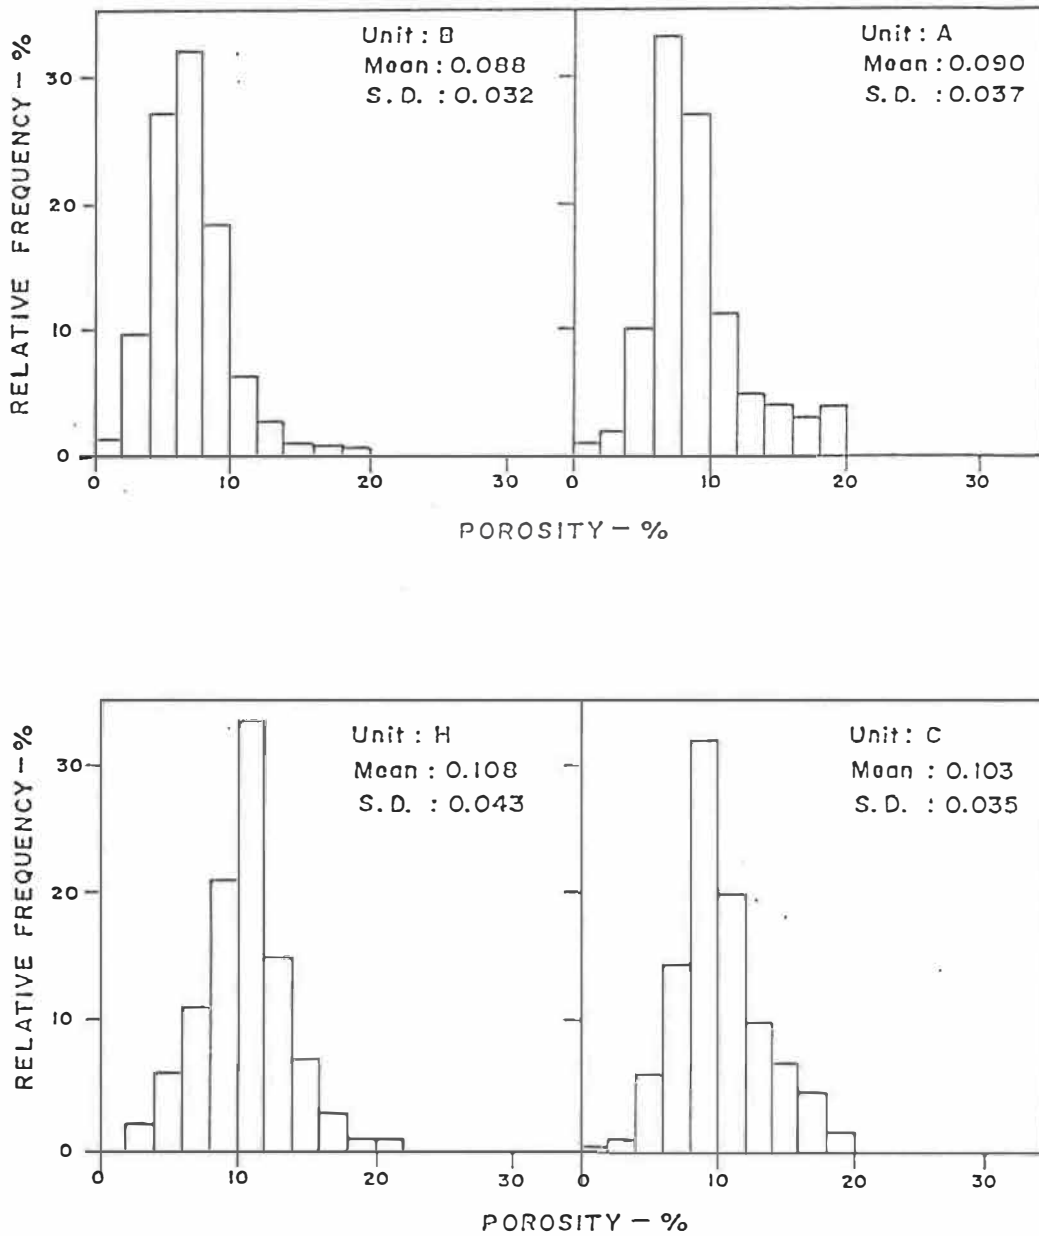 Unit: B
Mean: 0.088
S. D. : 0.032
Unit: A
Mean: 0.090
S. D. : 0.037
RELATIVE FREQUENCY – %
30
20
10
0
0 10 20 30 0 10 20 30
POROSITY – %
Unit : H
Mean : 0.108
S. D. : 0.043
Unit: C
Mean : 0.103
S. D. : 0.035
RELATIVE FREQUENCY – %
30
20
10
0
0 10 20 30 0 10 30
POROSITY – %